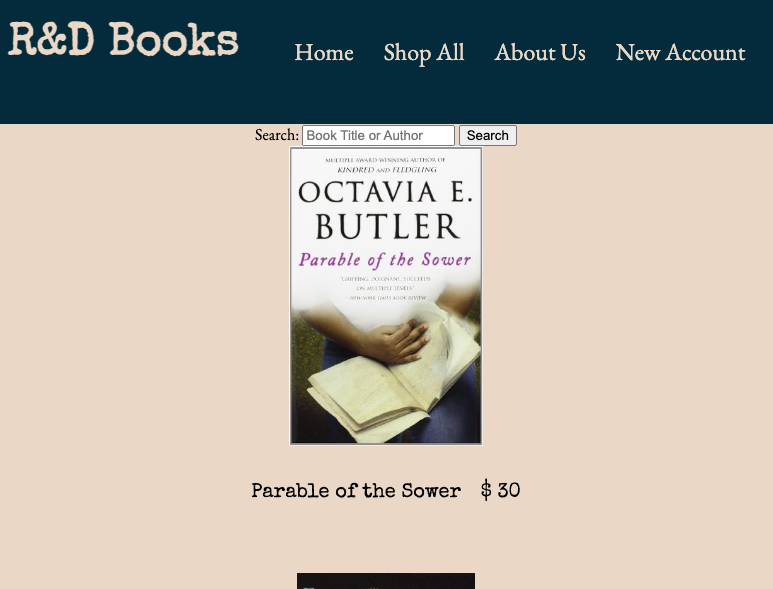 R&D Books
Home Shop All About Us New Account
Search: Book Title or Author Search
MULTIPLE AWARD-WINNING AUTHOR OF
KINDRED AND FLEDGLING
OCTAVIA E.
BUTLER
Parable of the Sower
"GRIPPING, POIGNANT, SUCCEEDS
ON MULTIPLE LEVELS"
—NEW YORK TIMES BOOK REVIEW
Parable of the Sower $ 30